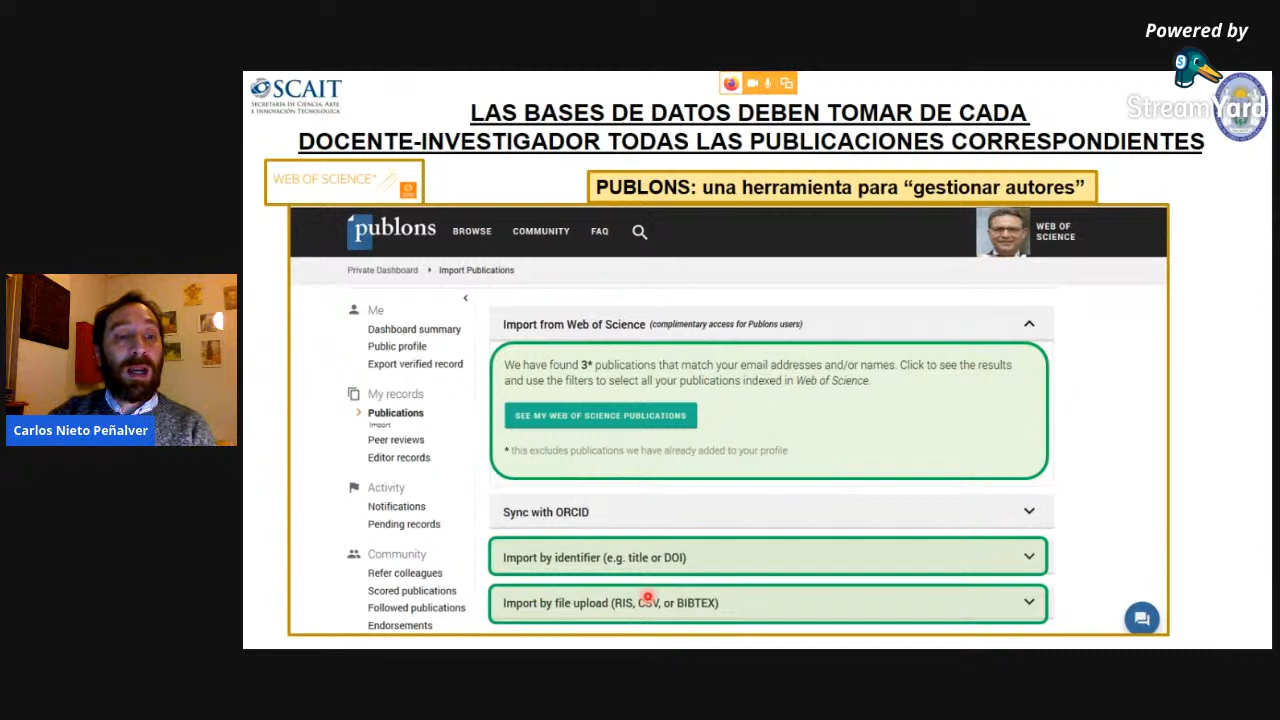 Powered by
StreamYard
SCAIT
SECRETARÍA DE CIENCIA, ARTE
E INNOVACIÓN TECNOLÓGICA
LAS BASES DE DATOS DEBEN TOMAR DE CADA
DOCENTE-INVESTIGADOR TODAS LAS PUBLICACIONES CORRESPONDIENTES
WEB OF SCIENCE™
PUBLONS: una herramienta para “gestionar autores”
publons
BROWSE COMMUNITY FAQ
WEB OF
SCIENCE
Private Dashboard Import Publications
Me
Dashboard summary
Public profile
Export verified record
My records
Publications
Import
Peer reviews
Editor records
Activity
Notifications
Pending records
Community
Refer colleagues
Scored publications
Followed publications
Endorsements
Import from Web of Science (complimentary access for Publons users)
We have found 3* publications that match your email addresses and/or names. Click to see the results
and use the filters to select all your publications indexed in Web of Science.
SEE MY WEB OF SCIENCE PUBLICATIONS
* this excludes publications we have already added to your profile
Sync with ORCID
Import by identifier (e.g. title or DOI)
Import by file upload (RIS, CSV, or BIBTEX)
Carlos Nieto Peñalver